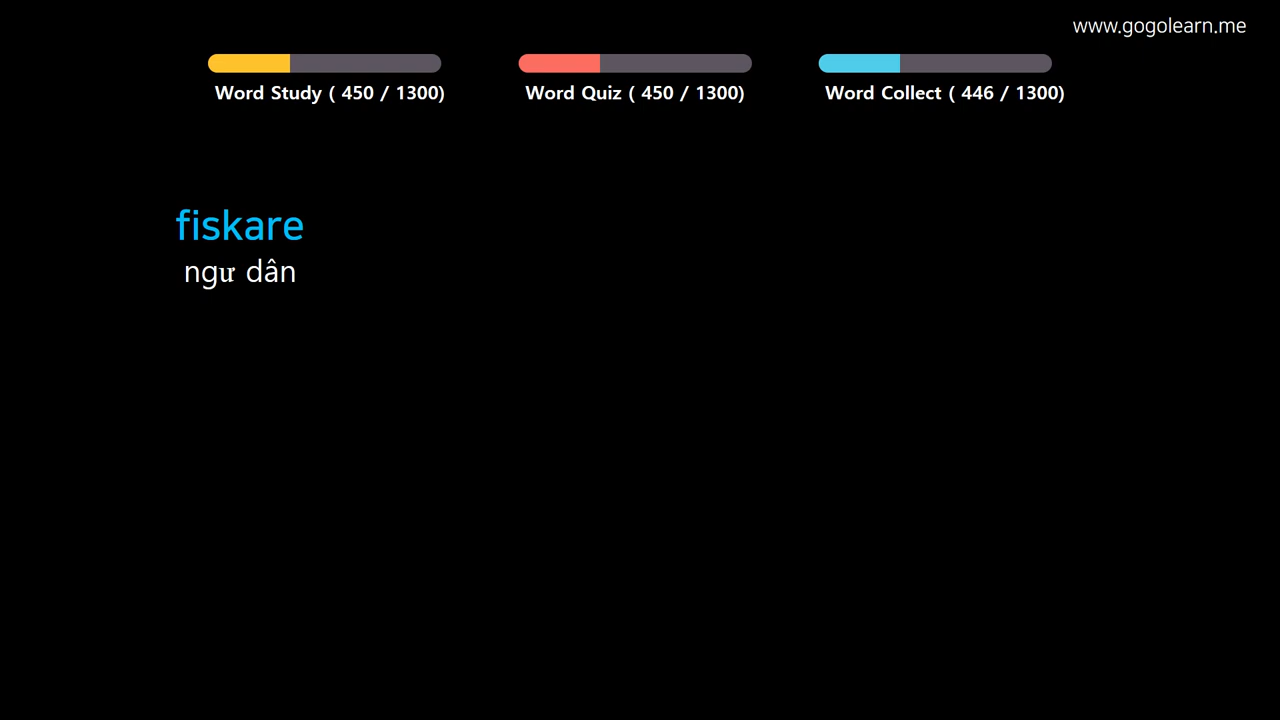 www.gogolearn.me
Word Study ( 450 / 1300)
Word Quiz ( 450 / 1300)
Word Collect ( 446 / 1300)
fiskare
ngư dân